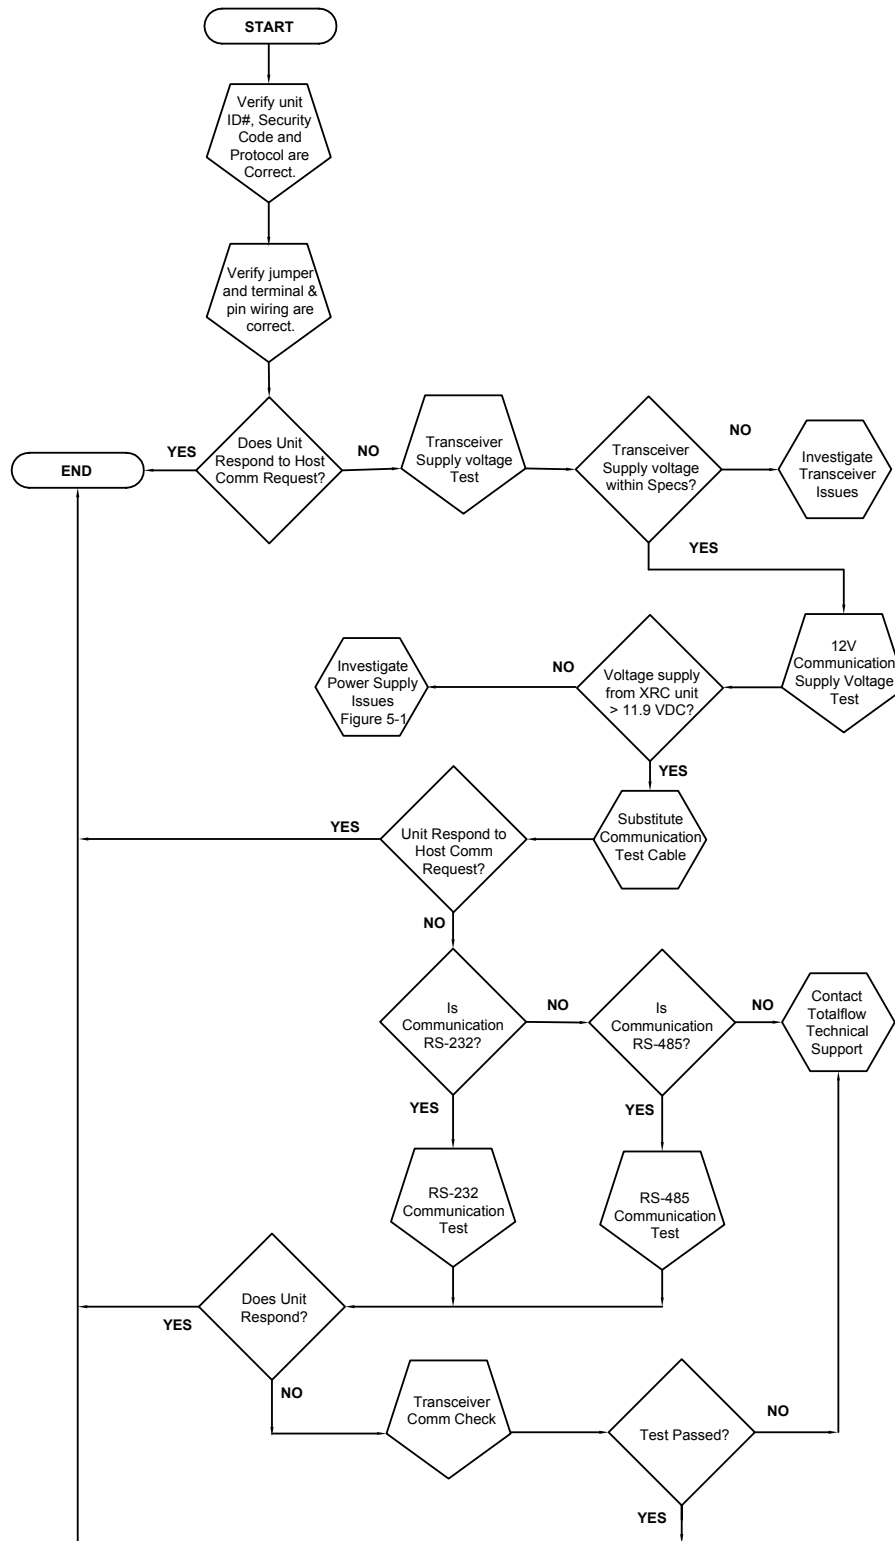 START
Verify unit
ID#, Security
Code and
Protocol are
Correct.
Verify jumper
and terminal &
pin wiring are
correct.
Does Unit
Respond to Host
Comm Request?
YES
END
NO
Transceiver
Supply voltage
Test
Transceiver
Supply voltage
within Specs?
NO
Investigate
Transceiver
Issues
YES
12V
Communication
Supply Voltage
Test
Voltage supply
from XRC unit
> 11.9 VDC?
NO
Investigate
Power Supply
Issues
Figure 5-1
YES
Substitute
Communication
Test Cable
Unit Respond to
Host Comm
Request?
YES
NO
Is
Communication
RS-232?
NO
Is
Communication
RS-485?
NO
Contact
Totalflow
Technical
Support
YES
YES
RS-232
Communication
Test
RS-485
Communication
Test
Does Unit
Respond?
YES
NO
Transceiver
Comm Check
Test Passed?
NO
YES